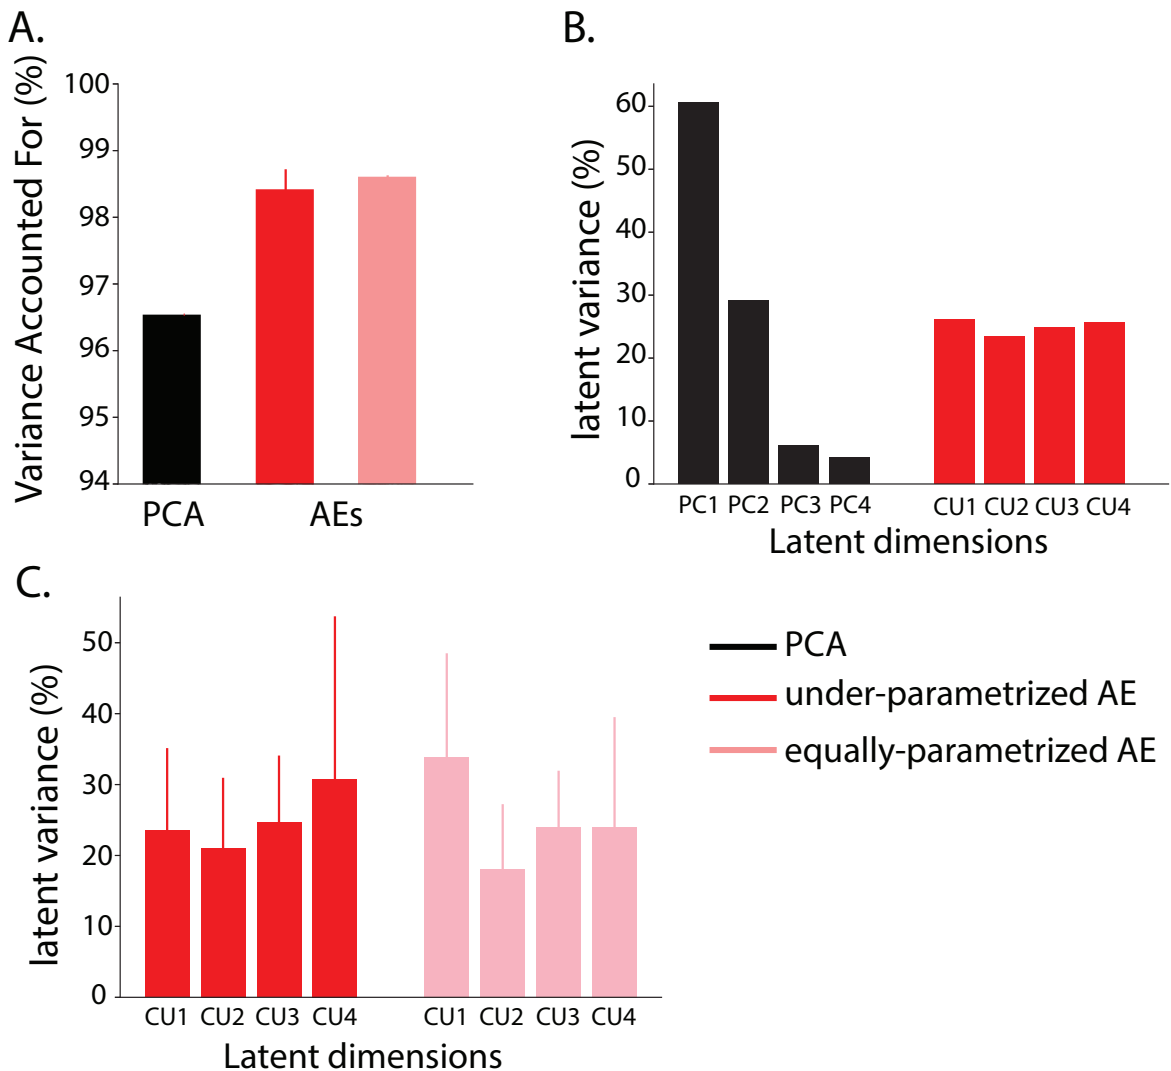 A.
Variance Accounted For (%)
100
99
98
97
96
95
94
PCA AEs
B.
latent variance (%)
60
50
40
30
20
10
0
PC1 PC2 PC3 PC4 CU1 CU2 CU3 CU4
Latent dimensions
C.
latent variance (%)
50
40
30
20
10
0
CU1 CU2 CU3 CU4 CU1 CU2 CU3 CU4
Latent dimensions
PCA
under-parametrized AE
equally-parametrized AE